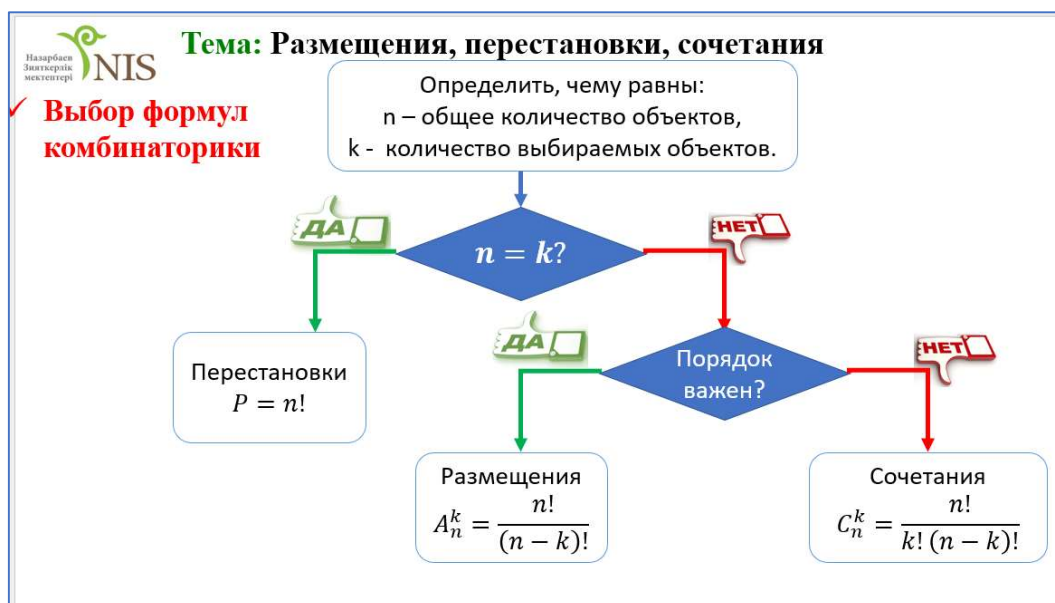 Назарбаев
Зияткерлік
мектептері
NIS
Тема: Размещения, перестановки, сочетания
✓ Выбор формул
комбинаторики
Определить, чему равны:
n – общее количество объектов,
k - количество выбираемых объектов.
ДА
НЕТ
n = k?
ДА
НЕТ
Порядок
важен?
Перестановки
P = n!
Размещения
A_n^k = n! / (n − k)!
Сочетания
C_n^k = n! / k! (n − k)!